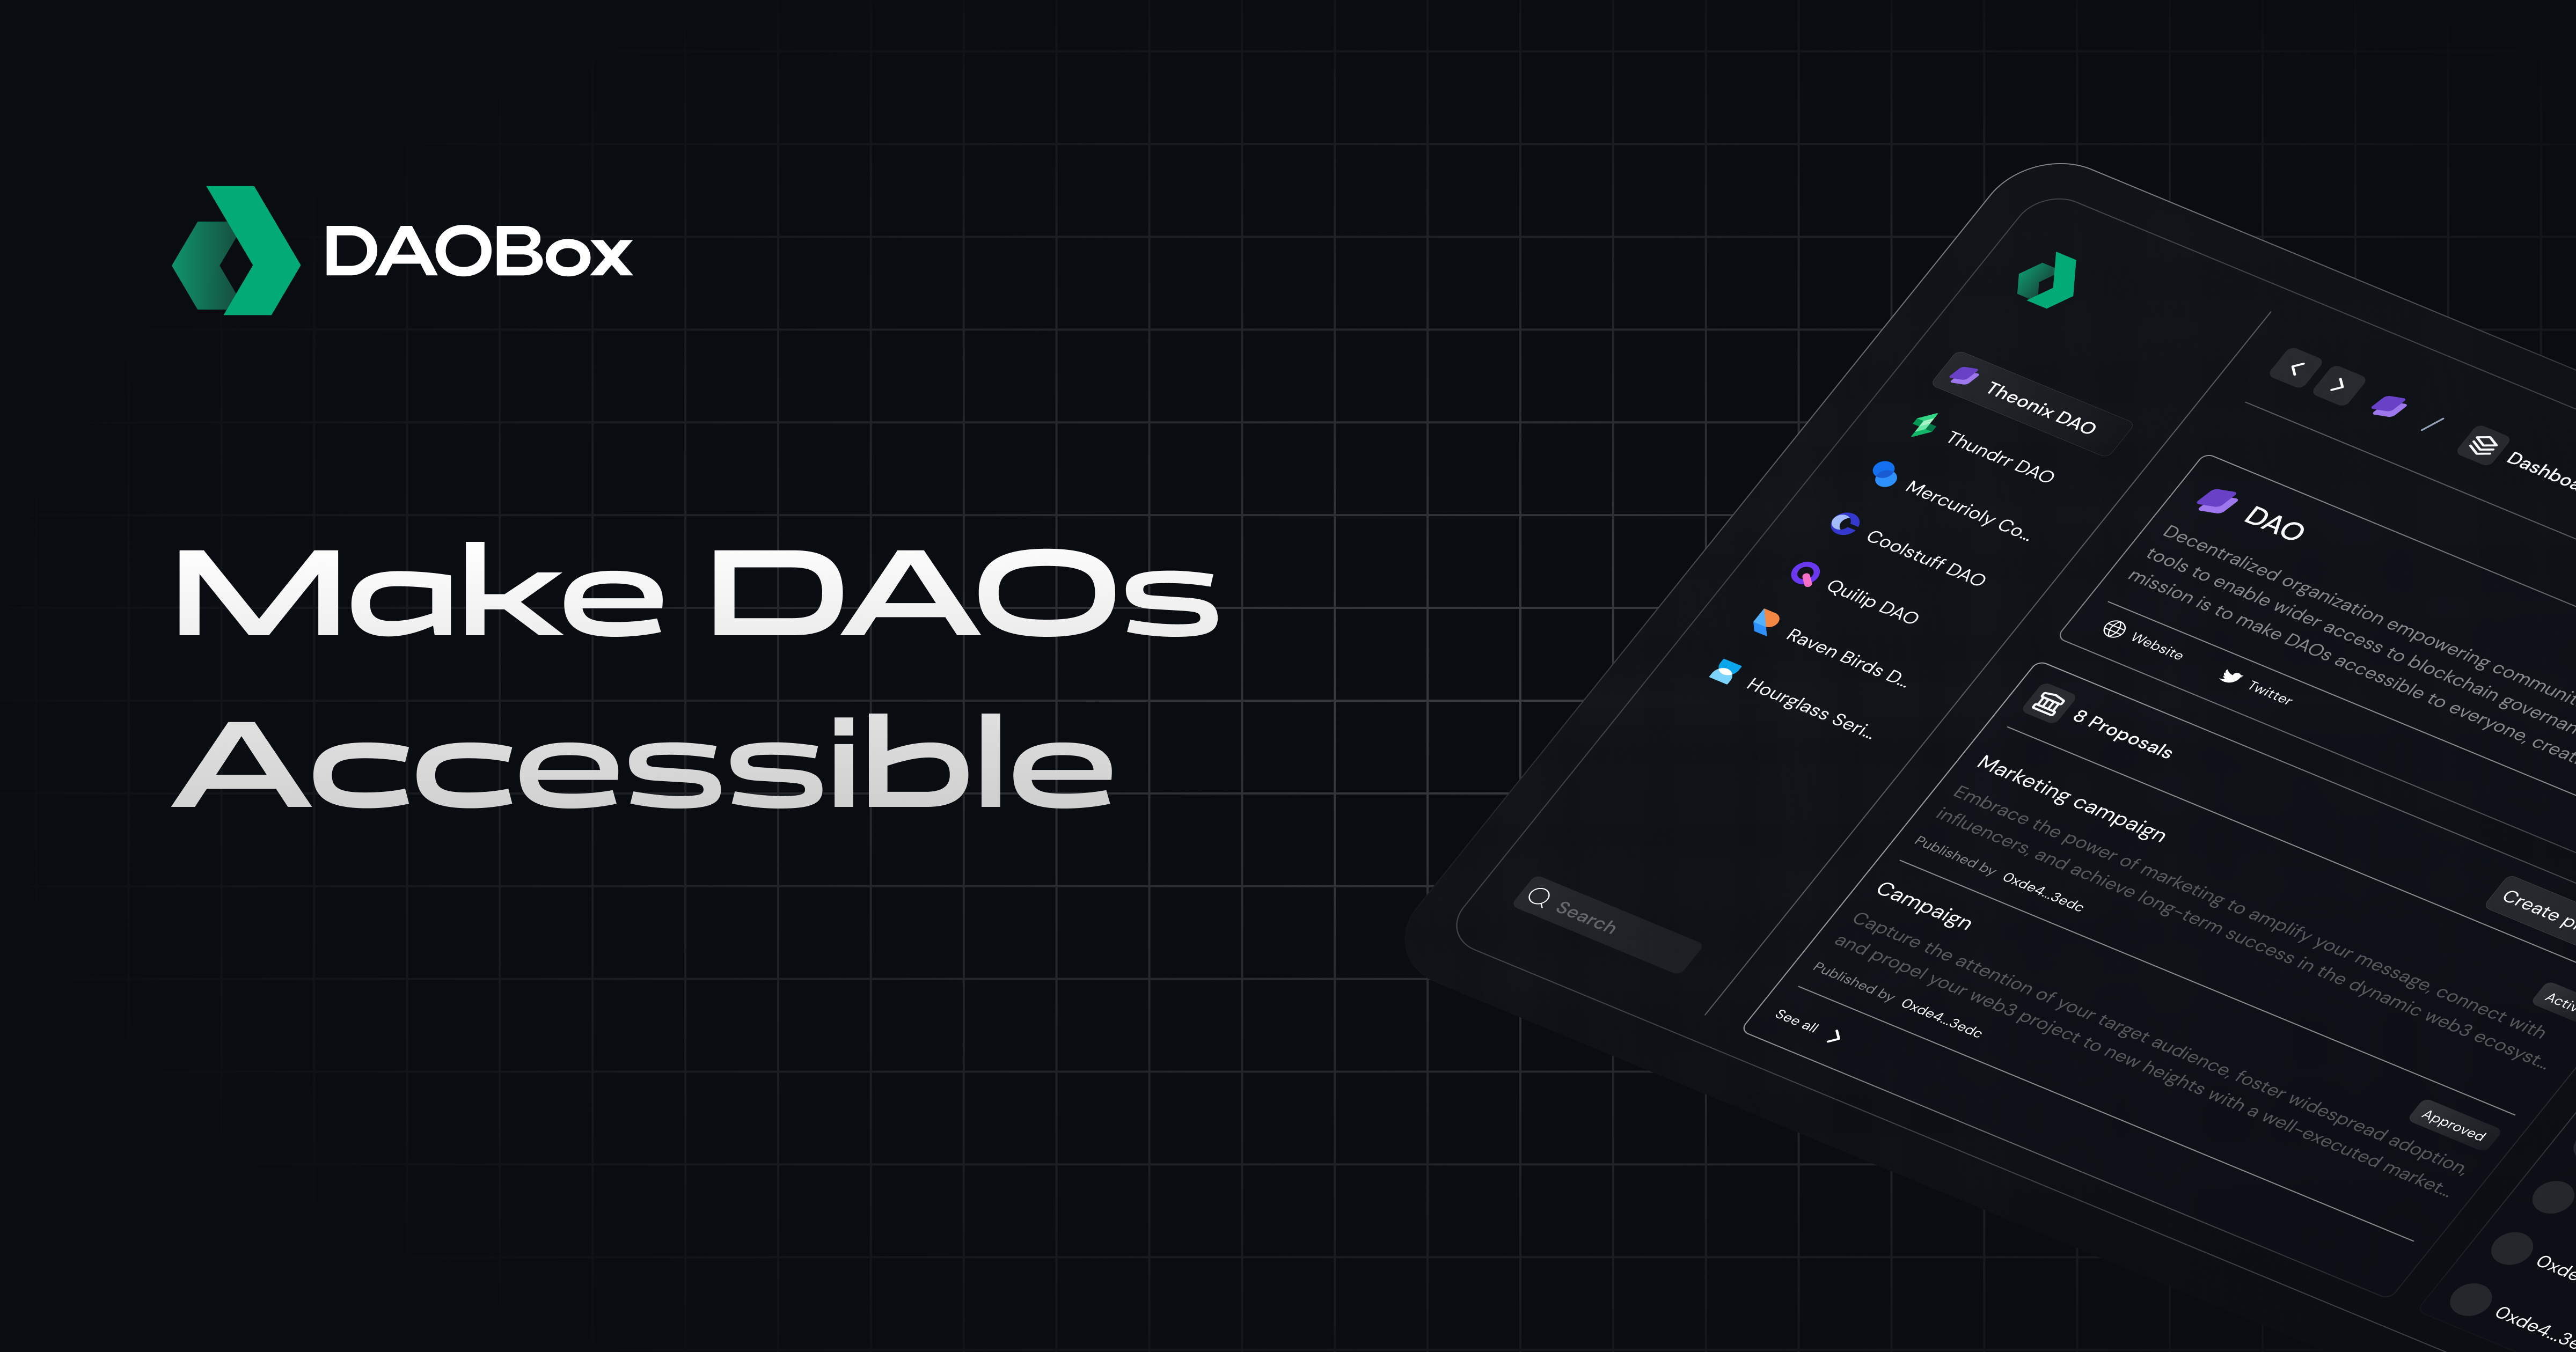 DAOBox
Make DAOs
Accessible
Theonix DAO
Thundrr DAO
Mercurioly Co...
Coolstuff DAO
Quilip DAO
Raven Birds D...
Hourglass Seri...
Search
/
DAO
Decentralized organization empowering
tools to enable wider access to blockchain
mission is to make DAOs accessible to everyone,
Website
Twitter
8 Proposals
Marketing campaign
Embrace the power of marketing to amplify your message, connect with
influencers, and achieve long-term success in the dynamic web3 ecosyst...
Published by 0xde4...3edc
Campaign
Capture the attention of your target audience, foster widespread adoption,
and propel your web3 project to new heights with a well-executed market...
Published by 0xde4...3edc
Approved
See all
Create